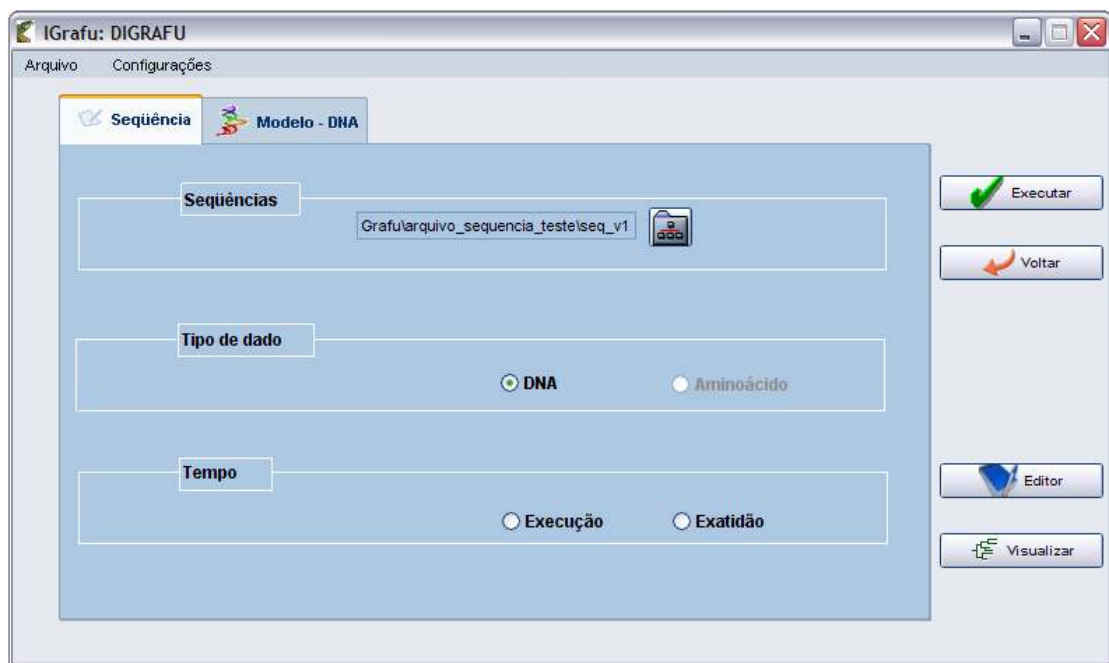 IGrafu: DIGRAFU
Arquivo Configurações
Seqüência Modelo - DNA
Seqüências
Grafu\arquivo_sequencia_teste\seq_v1
Tipo de dado
DNA Aminoácido
Tempo
Execução Exatidão
Executar
Voltar
Editor
Visualizar